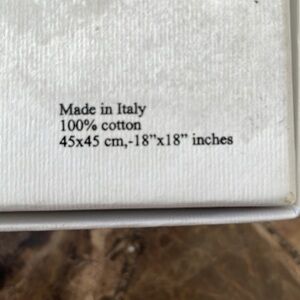 Made in Italy
100% cotton
45x45 cm,-18”x18” inches